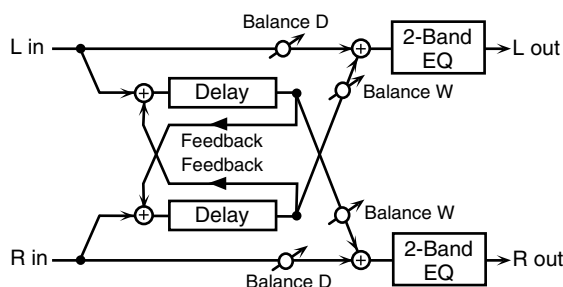 Balance D
L in
2-Band
EQ
L out
Delay
Balance W
Feedback
Feedback
Delay
Balance W
R in
2-Band
EQ
R out
Balance D